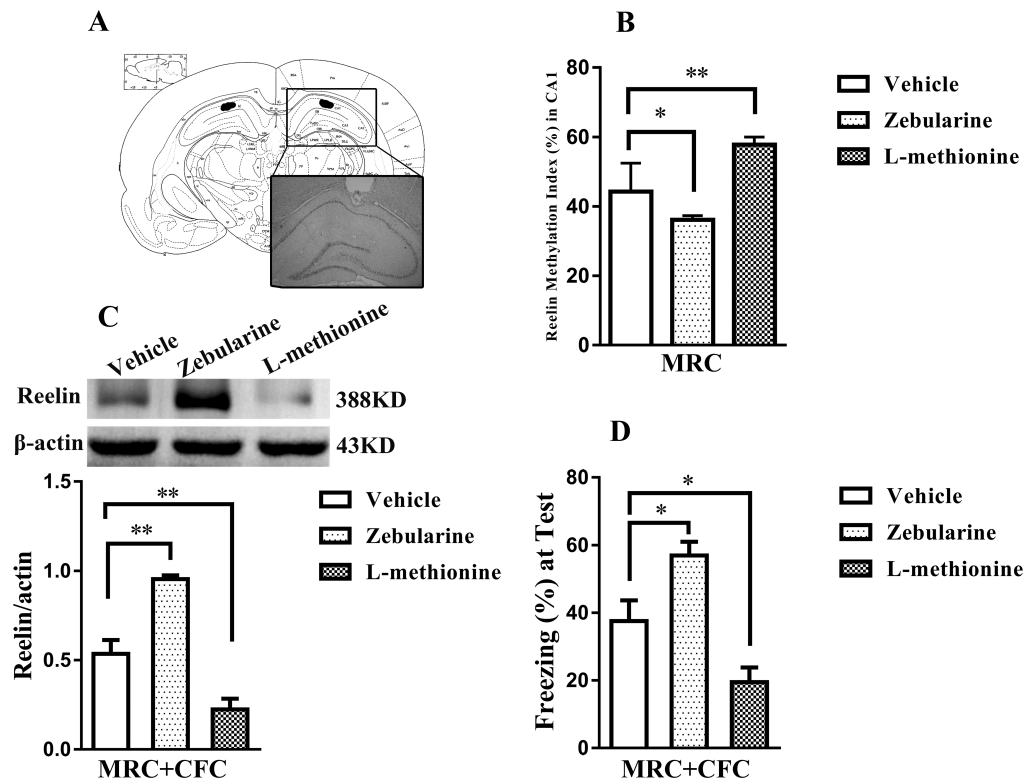 A
B
Reelin Methylation Index (%) in CA1
80
60
40
20
0
*
**
MRC
Vehicle
Zebularine
L-methionine
C
Vehicle
Zebularine
L-methionine
Reelin
388KD
β-actin
43KD
Reelin/actin
1.5
1.0
0.5
0.0
**
**
MRC+CFC
Vehicle
Zebularine
L-methionine
D
Freezing (%) at Test
80
60
40
20
0
*
*
MRC+CFC
Vehicle
Zebularine
L-methionine